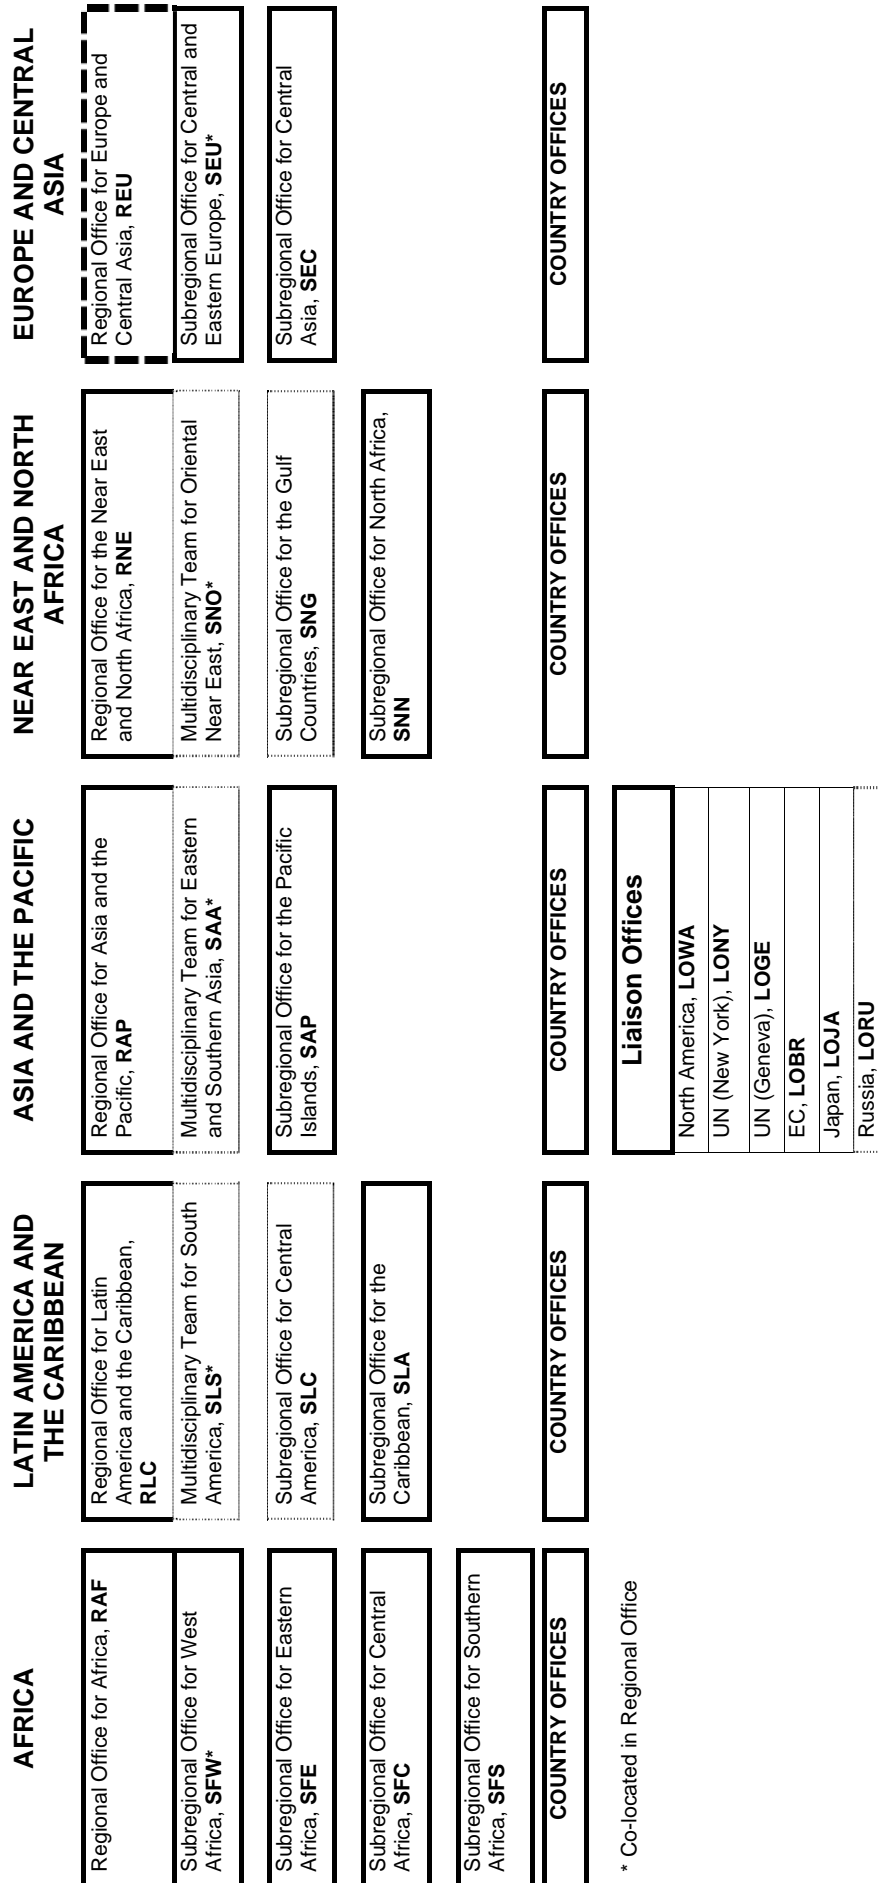 AFRICA
Regional Office for Africa, RAF
Subregional Office for West
Africa, SFW*
Subregional Office for Eastern
Africa, SFE
Subregional Office for Central
Africa, SFC
Subregional Office for Southern
Africa, SFS
COUNTRY OFFICES
* Co-located in Regional Office
LATIN AMERICA AND
THE CARIBBEAN
Regional Office for Latin
America and the Caribbean,
RLC
Multidisciplinary Team for South
America, SLS*
Subregional Office for Central
America, SLC
Subregional Office for the
Caribbean, SLA
COUNTRY OFFICES
ASIA AND THE PACIFIC
Regional Office for Asia and the
Pacific, RAP
Multidisciplinary Team for Eastern
and Southern Asia, SAA*
Subregional Office for the Pacific
Islands, SAP
COUNTRY OFFICES
Liaison Offices
North America, LOWA
UN (New York), LONY
UN (Geneva), LOGE
EC, LOBR
Japan, LOJA
Russia, LORU
NEAR EAST AND NORTH
AFRICA
Regional Office for the Near East
and North Africa, RNE
Multidisciplinary Team for Oriental
Near East, SNO*
Subregional Office for the Gulf
Countries, SNG
Subregional Office for North Africa,
SNN
COUNTRY OFFICES
EUROPE AND CENTRAL
ASIA
Regional Office for Europe and
Central Asia, REU
Subregional Office for Central and
Eastern Europe, SEU*
Subregional Office for Central
Asia, SEC
COUNTRY OFFICES